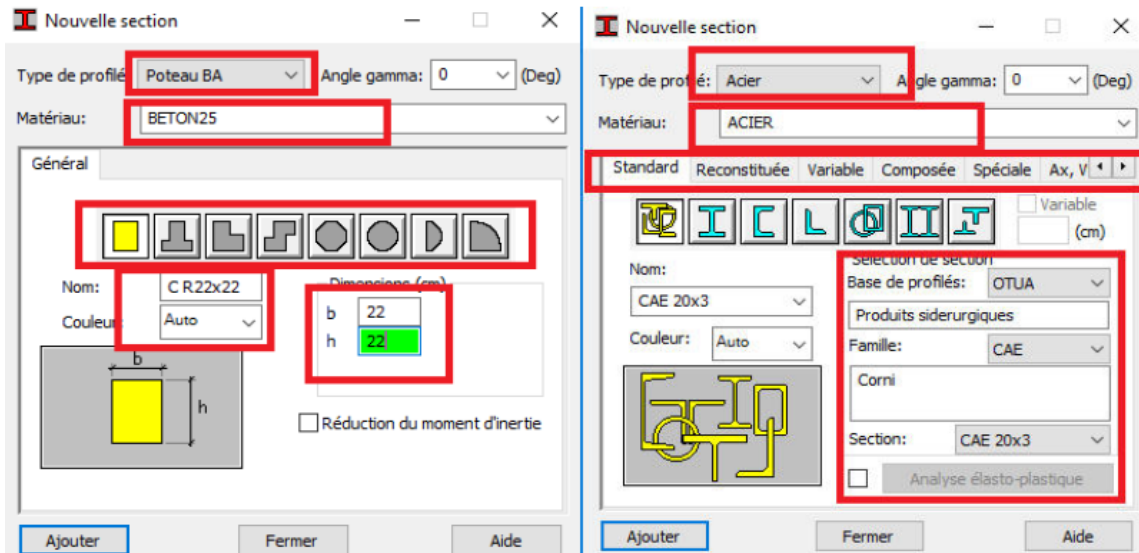 Nouvelle section
Type de profilé Poteau BA Angle gamma: 0 (Deg)
Matériau: BETON25
Général
Nom: C R22x22
Couleur Auto
Dimensions (cm)
b 22
h 22
b
h
Réduction du moment d'inertie
Ajouter Fermer Aide
Nouvelle section
Type de profilé: Acier Angle gamma: 0 (Deg)
Matériau: ACIER
Standard Reconstituée Variable Composée Spéciale Ax, V
Variable
(cm)
Nom:
CAE 20x3
Couleur: Auto
Sélection de section
Base de profilés: OTUA
Produits siderurgiques
Famille: CAE
Corni
Section: CAE 20x3
Analyse élasto-plastique
Ajouter Fermer Aide